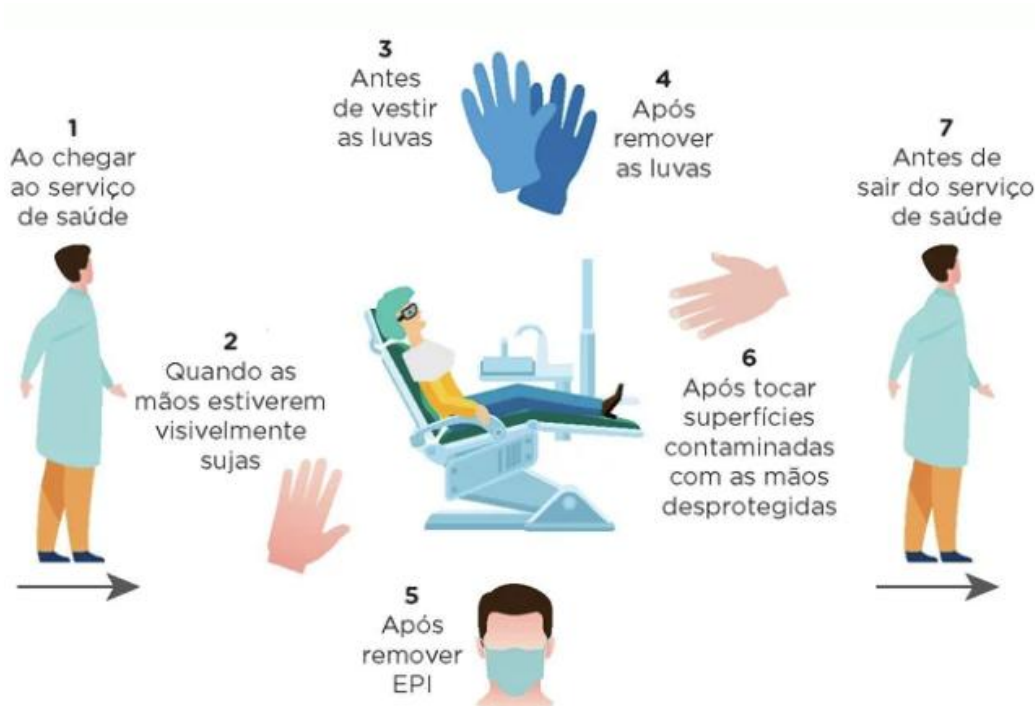 1
Ao chegar
ao serviço
de saúde
2
Quando as
mãos estiverem
visivelmente
sujas
3
Antes
de vestir
as luvas
4
Após
remover
as luvas
5
Após
remover
EPI
6
Após tocar
superfícies
contaminadas
com as mãos
desprotegidas
7
Antes de
sair do serviço
de saúde